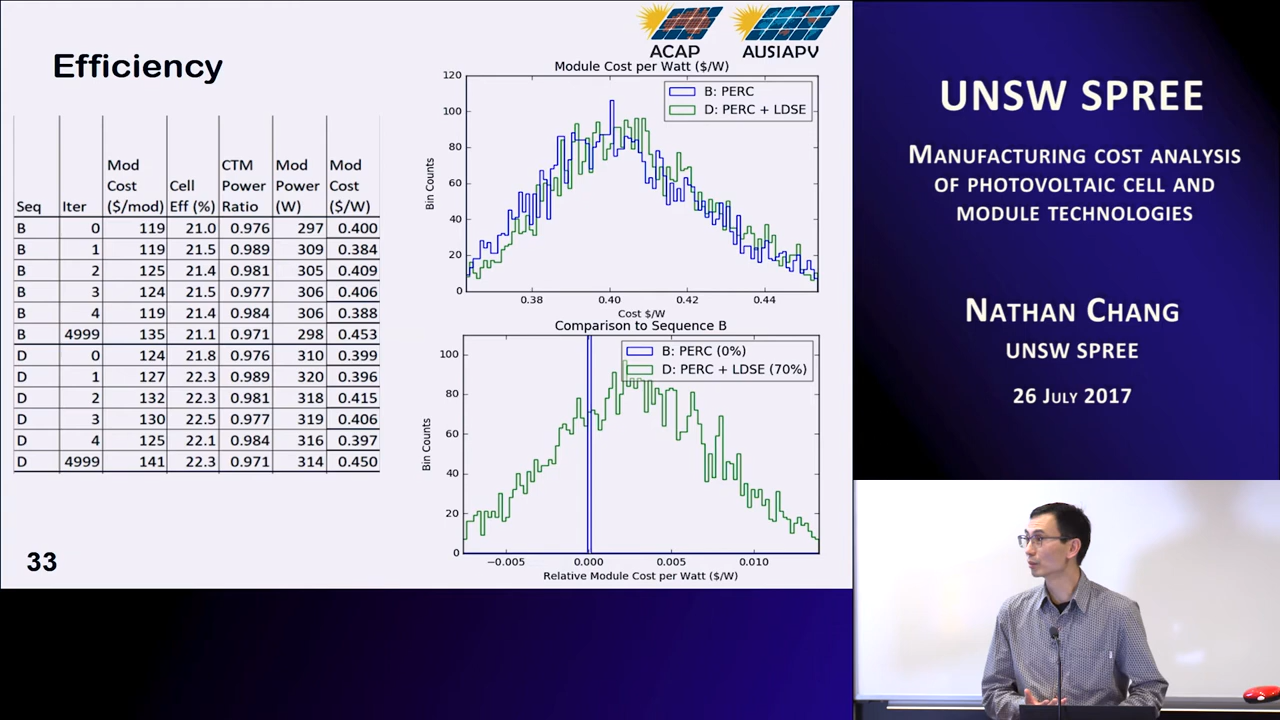 Efficiency
ACAP
AUSIAPV
Mod Cost ($/mod)
Cell Eff (%)
CTM Power Ratio
Mod Power (W)
Mod Cost ($/W)
Seq Iter
B 0 119 21.0 0.976 297 0.400
B 1 119 21.5 0.989 309 0.384
B 2 125 21.4 0.981 305 0.409
B 3 124 21.5 0.977 306 0.406
B 4 119 21.4 0.984 306 0.388
B 4999 135 21.1 0.971 298 0.453
D 0 124 21.8 0.976 310 0.399
D 1 127 22.3 0.989 320 0.396
D 2 132 22.3 0.981 318 0.415
D 3 130 22.5 0.977 319 0.406
D 4 125 22.1 0.984 316 0.397
D 4999 141 22.3 0.971 314 0.450
33
Module Cost per Watt ($/W)
B: PERC
D: PERC + LDSE
120
100
80
60
40
20
0
Bin Counts
0.38 0.40 0.42 0.44
Cost $/W
Comparison to Sequence B
B: PERC (0%)
D: PERC + LDSE (70%)
100
80
60
40
20
0
Bin Counts
−0.005 0.000 0.005 0.010
Relative Module Cost per Watt ($/W)
UNSW SPREE
MANUFACTURING COST ANALYSIS
OF PHOTOVOLTAIC CELL AND
MODULE TECHNOLOGIES
NATHAN CHANG
UNSW SPREE
26 JULY 2017